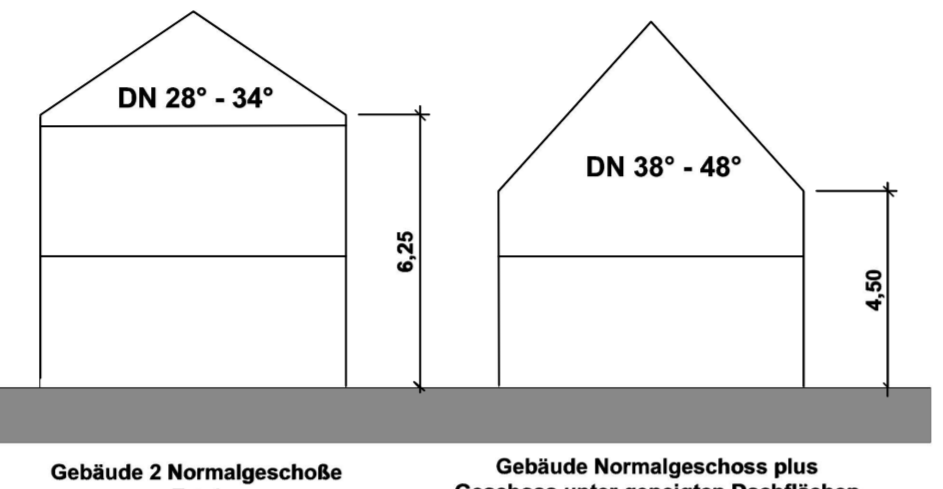 DN 28° - 34°
DN 38° - 48°
6,25
4,50
Gebäude 2 Normalgeschoße
Gebäude Normalgeschoss plus
Geschoss unter geneigten Dachflächen